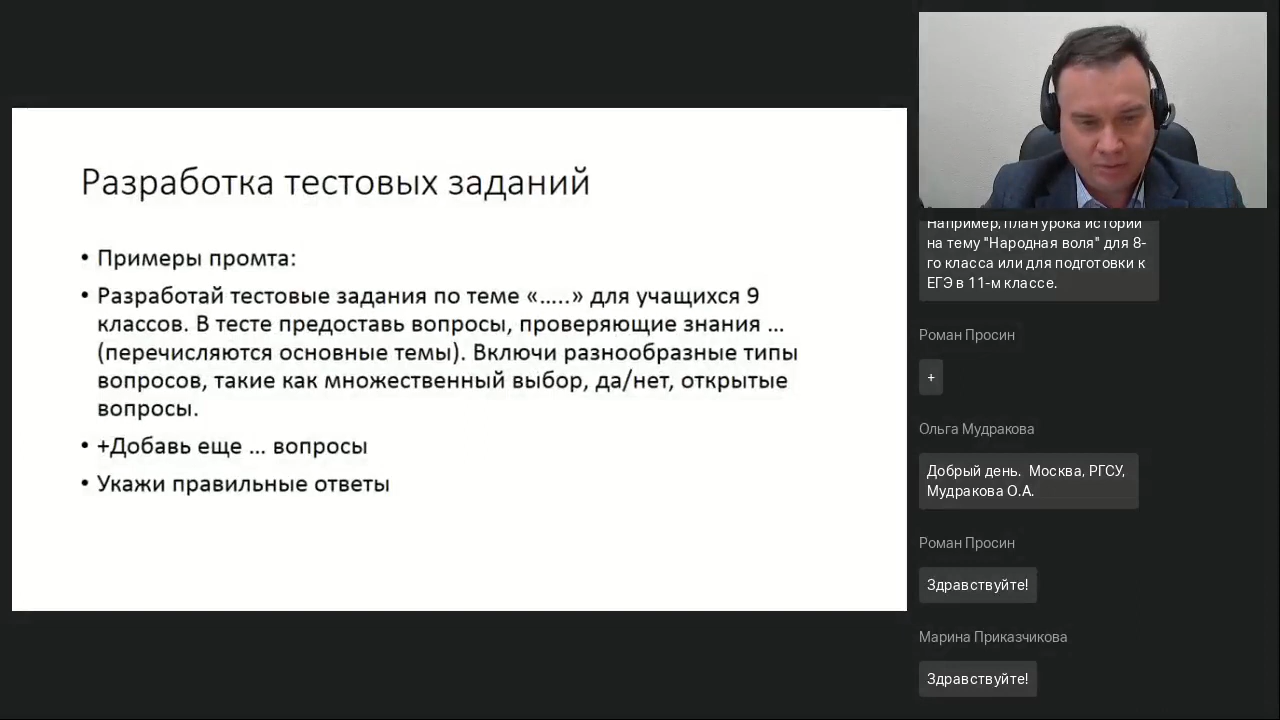 Разработка тестовых заданий
• Примеры промта:
• Разработай тестовые задания по теме «.....» для учащихся 9
классов. В тесте предоставь вопросы, проверяющие знания ...
(перечисляются основные темы). Включи разнообразные типы
вопросов, такие как множественный выбор, да/нет, открытые
вопросы.
• +Добавь еще ... вопросы
• Укажи правильные ответы
Например, план урока истории
на тему "Народная воля" для 8-
го класса или для подготовки к
ЕГЭ в 11-м классе.
Роман Просин
+
Ольга Мудракова
Добрый день. Москва, РГСУ,
Мудракова О.А.
Роман Просин
Здравствуйте!
Марина Приказчикова
Здравствуйте!